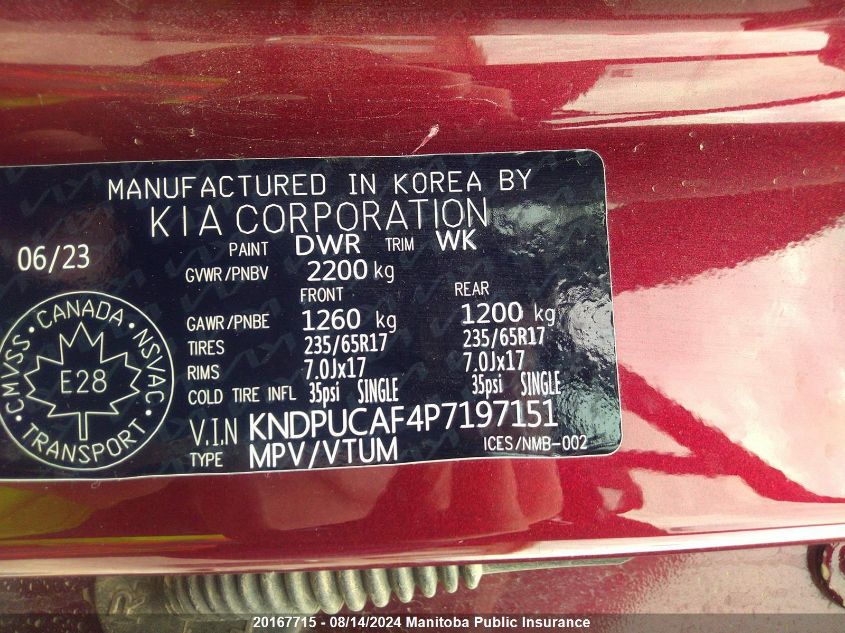 MANUFACTURED IN KOREA BY
KIA CORPORATION
06/23
PAINT DWR TRIM WK
GVWR/PNBV 2200 kg
FRONT REAR
GAWR/PNBE 1260 kg 1200 kg
TIRES 235/65R17 235/65R17
RIMS 7.0Jx17 7.0Jx17
COLD TIRE INFL 35psi SINGLE 35psi SINGLE
V.I.N KNDPUCAF4P7197151
TYPE MPV/VTUM ICES/NMB-002
CMVSS • CANADA • NSVAC • TRANSPORT •
E28
R
20167715 - 08/14/2024 Manitoba Public Insurance